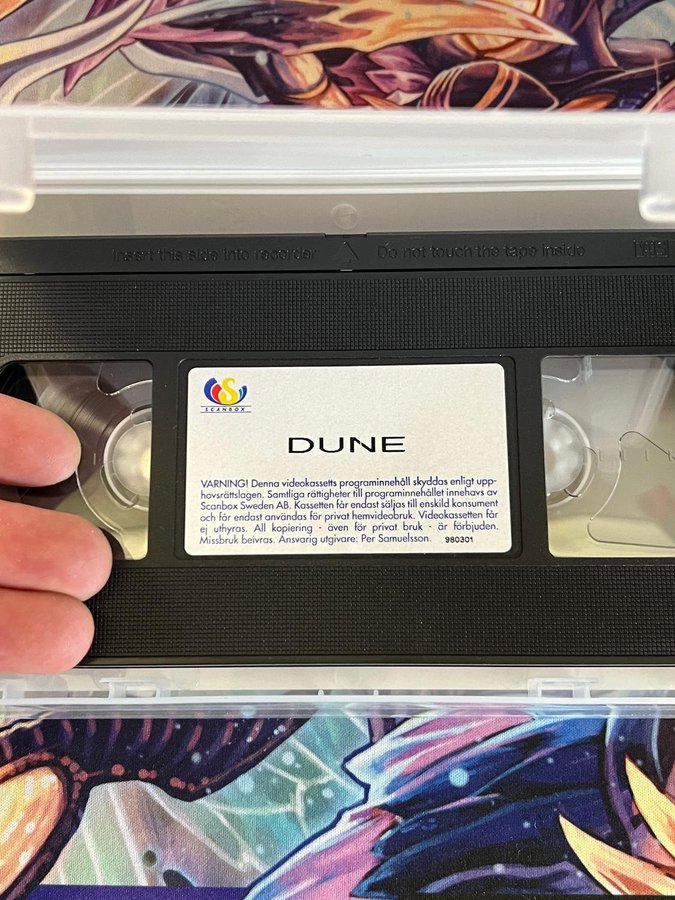 Insert this side into recorder Do not touch the tape inside VHS
S
SCANBOX
DUNE
VARNING! Denna videokassetts programinnehåll skyddas enligt upp-
hovsrättslagen. Samtliga rättigheter till programinnehållet innehavs av
Scanbox Sweden AB. Kassetten får endast säljas till enskild konsument
och får endast användas för privat hemvideobruk. Videokassetten får
ej uthyras. All kopiering - även för privat bruk - är förbjuden.
Missbruk beivras. Ansvarig utgivare: Per Samuelsson. 980301